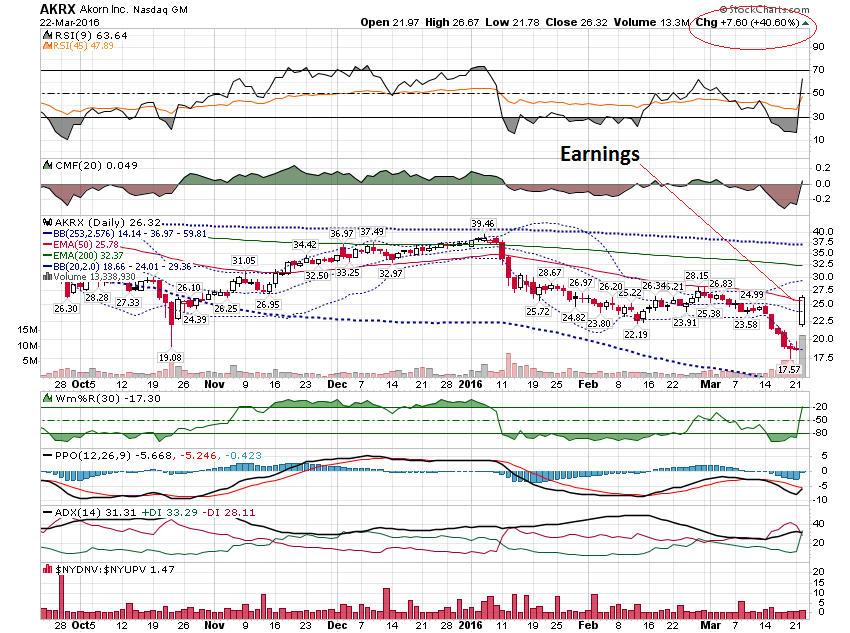 AKRX Akorn Inc. Nasdaq GM
© StockCharts.com
22-Mar-2016
Open 21.97 High 26.67 Low 21.78 Close 26.32 Volume 13.3M Chg +7.60 (+40.60%)
RSI(9) 63.64
RSI(45) 47.89
90
70
50
30
10
Earnings
CMF(20) 0.049
0.2
0.0
-0.2
AKRX (Daily) 26.32
BB(253,2.576) 14.14 - 36.97 - 59.81
EMA(50) 25.78
EMA(200) 32.37
BB(20,2.0) 18.66 - 24.01 - 29.36
Volume 13,338,930
40.0
37.5
35.0
32.5
30.0
27.5
25.0
22.5
20.0
17.5
15M
10M
5M
26.30
28.28
27.33
19.08
26.10
24.39
26.25
31.05
26.95
34.42
32.50
36.97
33.25
37.49
32.97
39.46
25.72
28.67
24.82
26.97
23.80
26.20
25.22
22.19
26.34
26.21
23.91
28.15
25.38
26.83
23.58
24.99
17.57
28 Oct5 12 19 26 Nov 9 16 23 Dec 7 14 21 28 2016 11 19 25 Feb 8 16 22 Mar 7 14 21
Wm%R(30) -17.30
-20
-50
-80
PPO(12,26,9) -5.668, -5.246, -0.423
5
0
-5
-10
ADX(14) 31.31 +DI 33.29 -DI 28.11
40
20
$NYDNV:$NYUPV 1.47
20
15
10
5
0
28 Oct5 12 19 26 Nov 9 16 23 Dec 7 14 21 28 2016 11 19 25 Feb 8 16 22 Mar 7 14 21